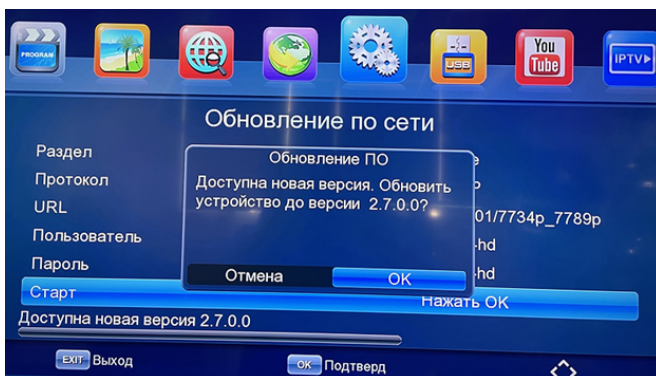 PROGRAM
USB
You
Tube
IPTV
Обновление по сети
Раздел
Обновление ПО
Протокол
Доступна новая версия. Обновить
устройство до версии 2.7.0.0?
URL
01/7734p_7789p
Пользователь
-hd
Пароль
hd
Отмена
OK
Старт
Нажать OK
Доступна новая версия 2.7.0.0
EXIT Выход
OK Подтверд